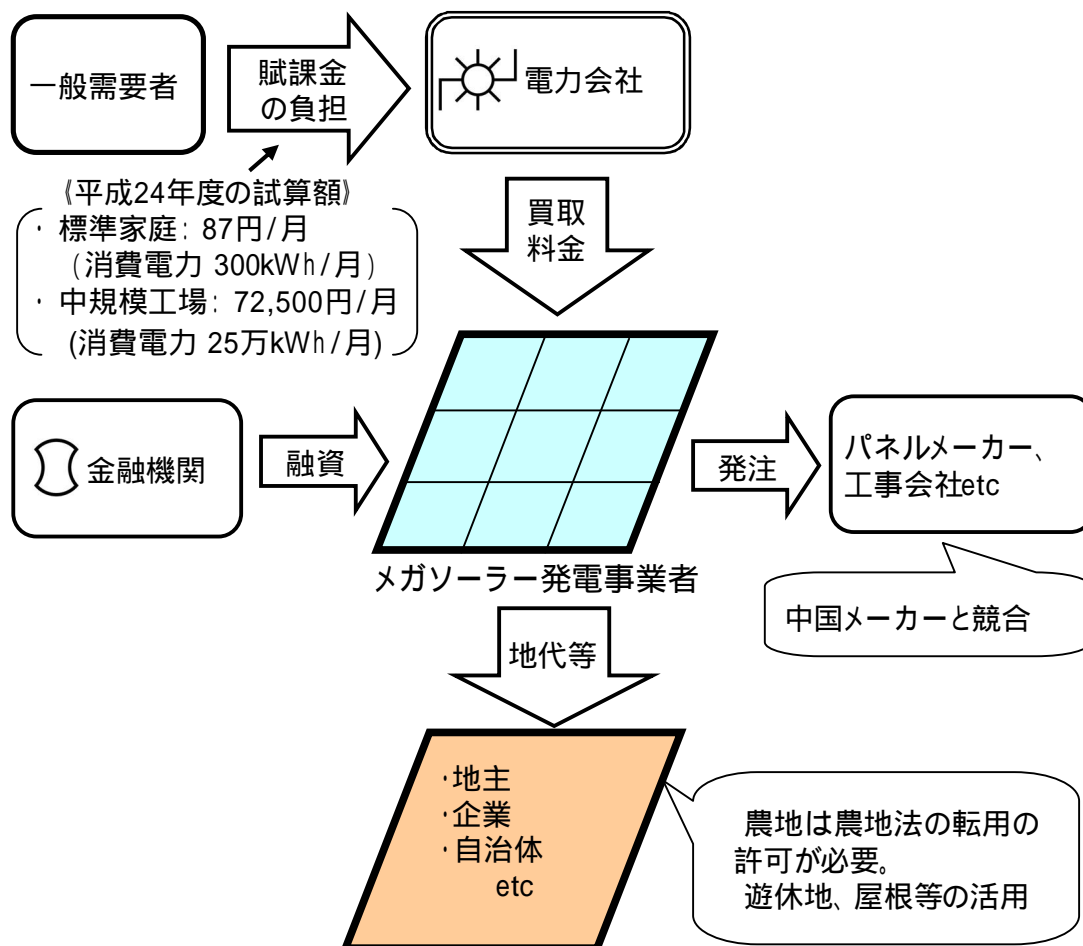 一般需要者
賦課金
の負担
電力会社
《平成24年度の試算額》
・ 標準家庭: 87円/月
(消費電力 300kWh/月)
・ 中規模工場: 72,500円/月
(消費電力 25万kWh/月)
買取
料金
金融機関
融資
発注
パネルメーカー、
工事会社etc
メガソーラー発電事業者
中国メーカーと競合
地代等
・地主
・企業
・自治体
etc
農地は農地法の転用の
許可が必要。
遊休地、屋根等の活用